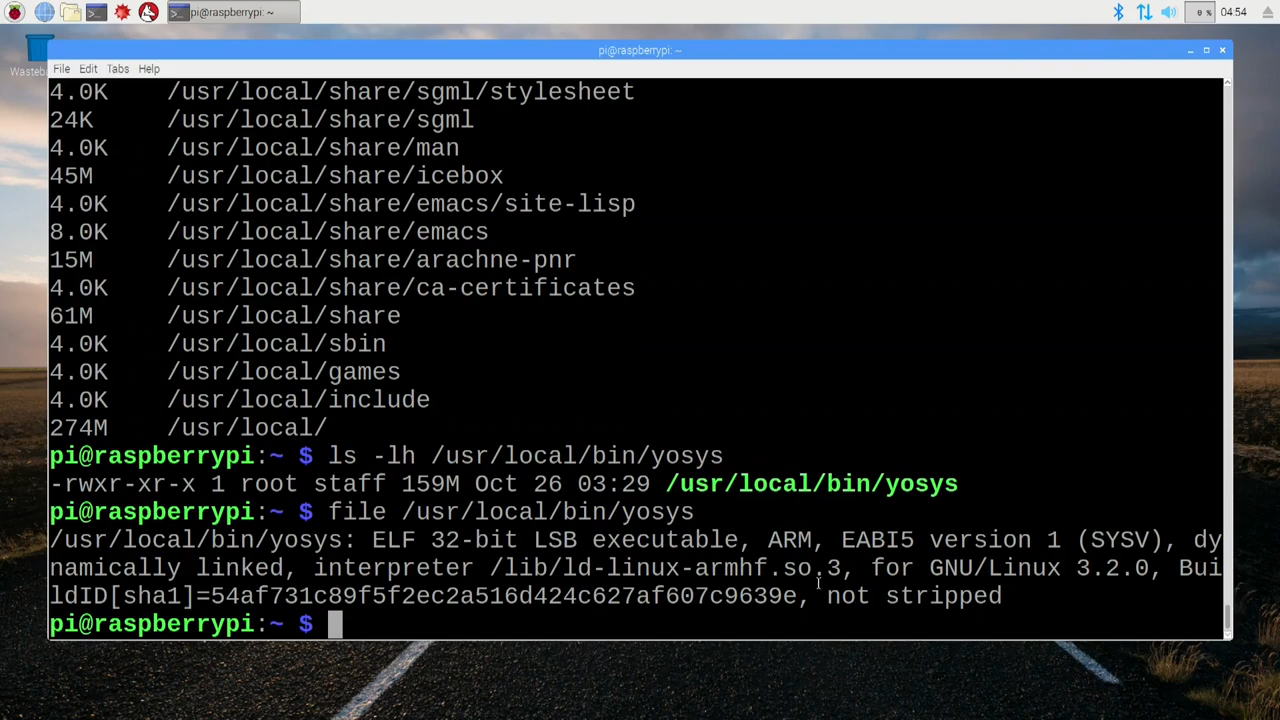 pi@raspberrypi: ~
0 %
04:54
Wasteb
pi@raspberrypi: ~
File Edit Tabs Help
4.0K /usr/local/share/sgml/stylesheet
24K /usr/local/share/sgml
4.0K /usr/local/share/man
45M /usr/local/share/icebox
4.0K /usr/local/share/emacs/site-lisp
8.0K /usr/local/share/emacs
15M /usr/local/share/arachne-pnr
4.0K /usr/local/share/ca-certificates
61M /usr/local/share
4.0K /usr/local/sbin
4.0K /usr/local/games
4.0K /usr/local/include
274M /usr/local/
pi@raspberrypi:~ $ ls -lh /usr/local/bin/yosys
-rwxr-xr-x 1 root staff 159M Oct 26 03:29 /usr/local/bin/yosys
pi@raspberrypi:~ $ file /usr/local/bin/yosys
/usr/local/bin/yosys: ELF 32-bit LSB executable, ARM, EABI5 version 1 (SYSV), dy
namically linked, interpreter /lib/ld-linux-armhf.so.3, for GNU/Linux 3.2.0, Bui
ldID[sha1]=54af731c89f5f2ec2a516d424c627af607c9639e, not stripped
pi@raspberrypi:~ $